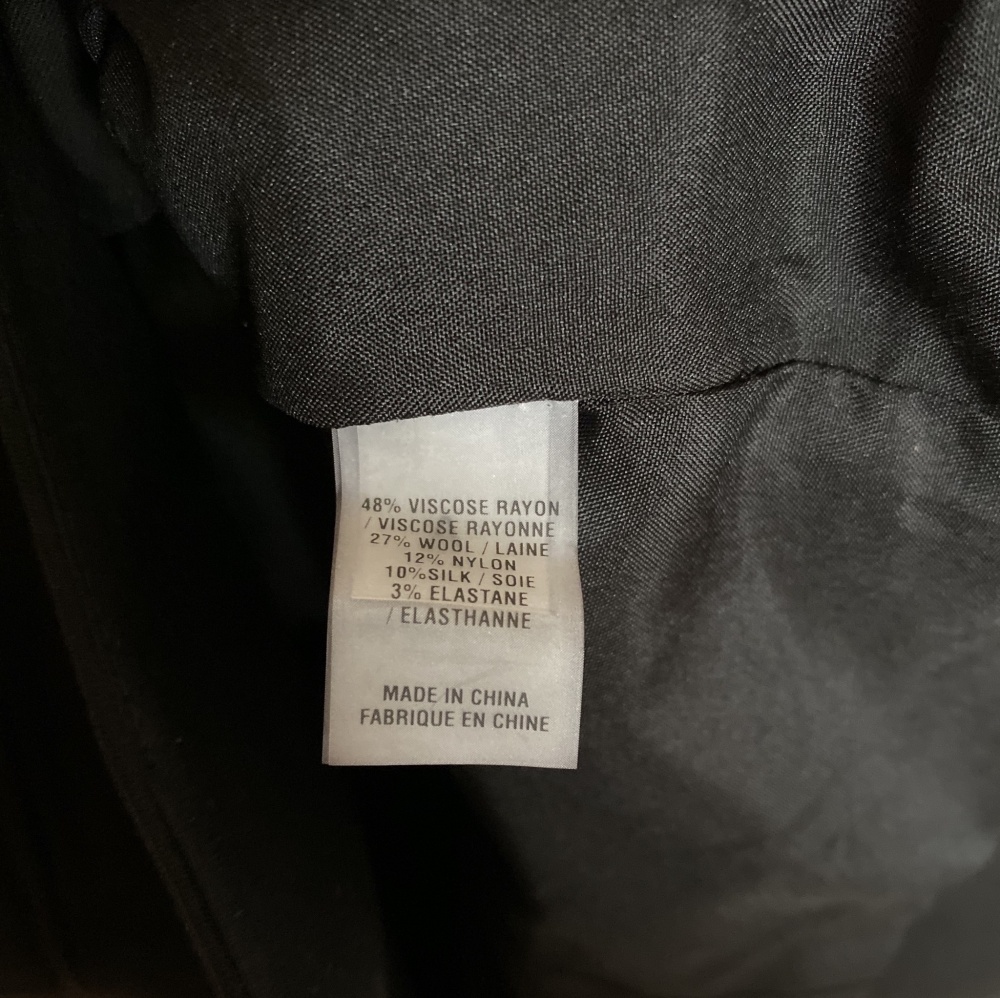 48% VISCOSE RAYON
/ VISCOSE RAYONNE
27% WOOL / LAINE
12% NYLON
10%SILK / SOIE
3% ELASTANE
/ ELASTHANNE
MADE IN CHINA
FABRIQUE EN CHINE